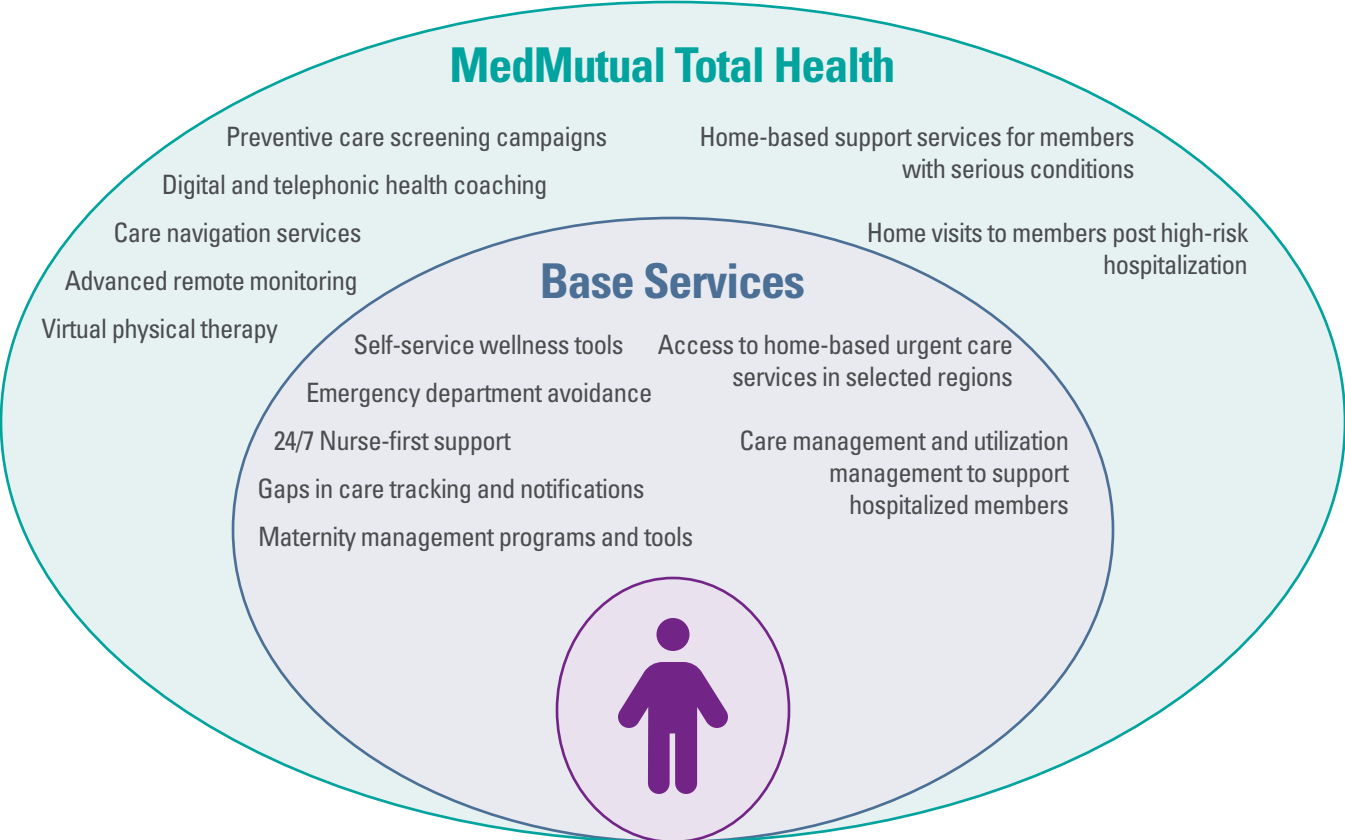 MedMutual Total Health
Preventive care screening campaigns
Digital and telephonic health coaching
Care navigation services
Advanced remote monitoring
Virtual physical therapy
Home-based support services for members
with serious conditions
Home visits to members post high-risk
hospitalization
Base Services
Self-service wellness tools
Emergency department avoidance
24/7 Nurse-first support
Gaps in care tracking and notifications
Maternity management programs and tools
Access to home-based urgent care
services in selected regions
Care management and utilization
management to support
hospitalized members